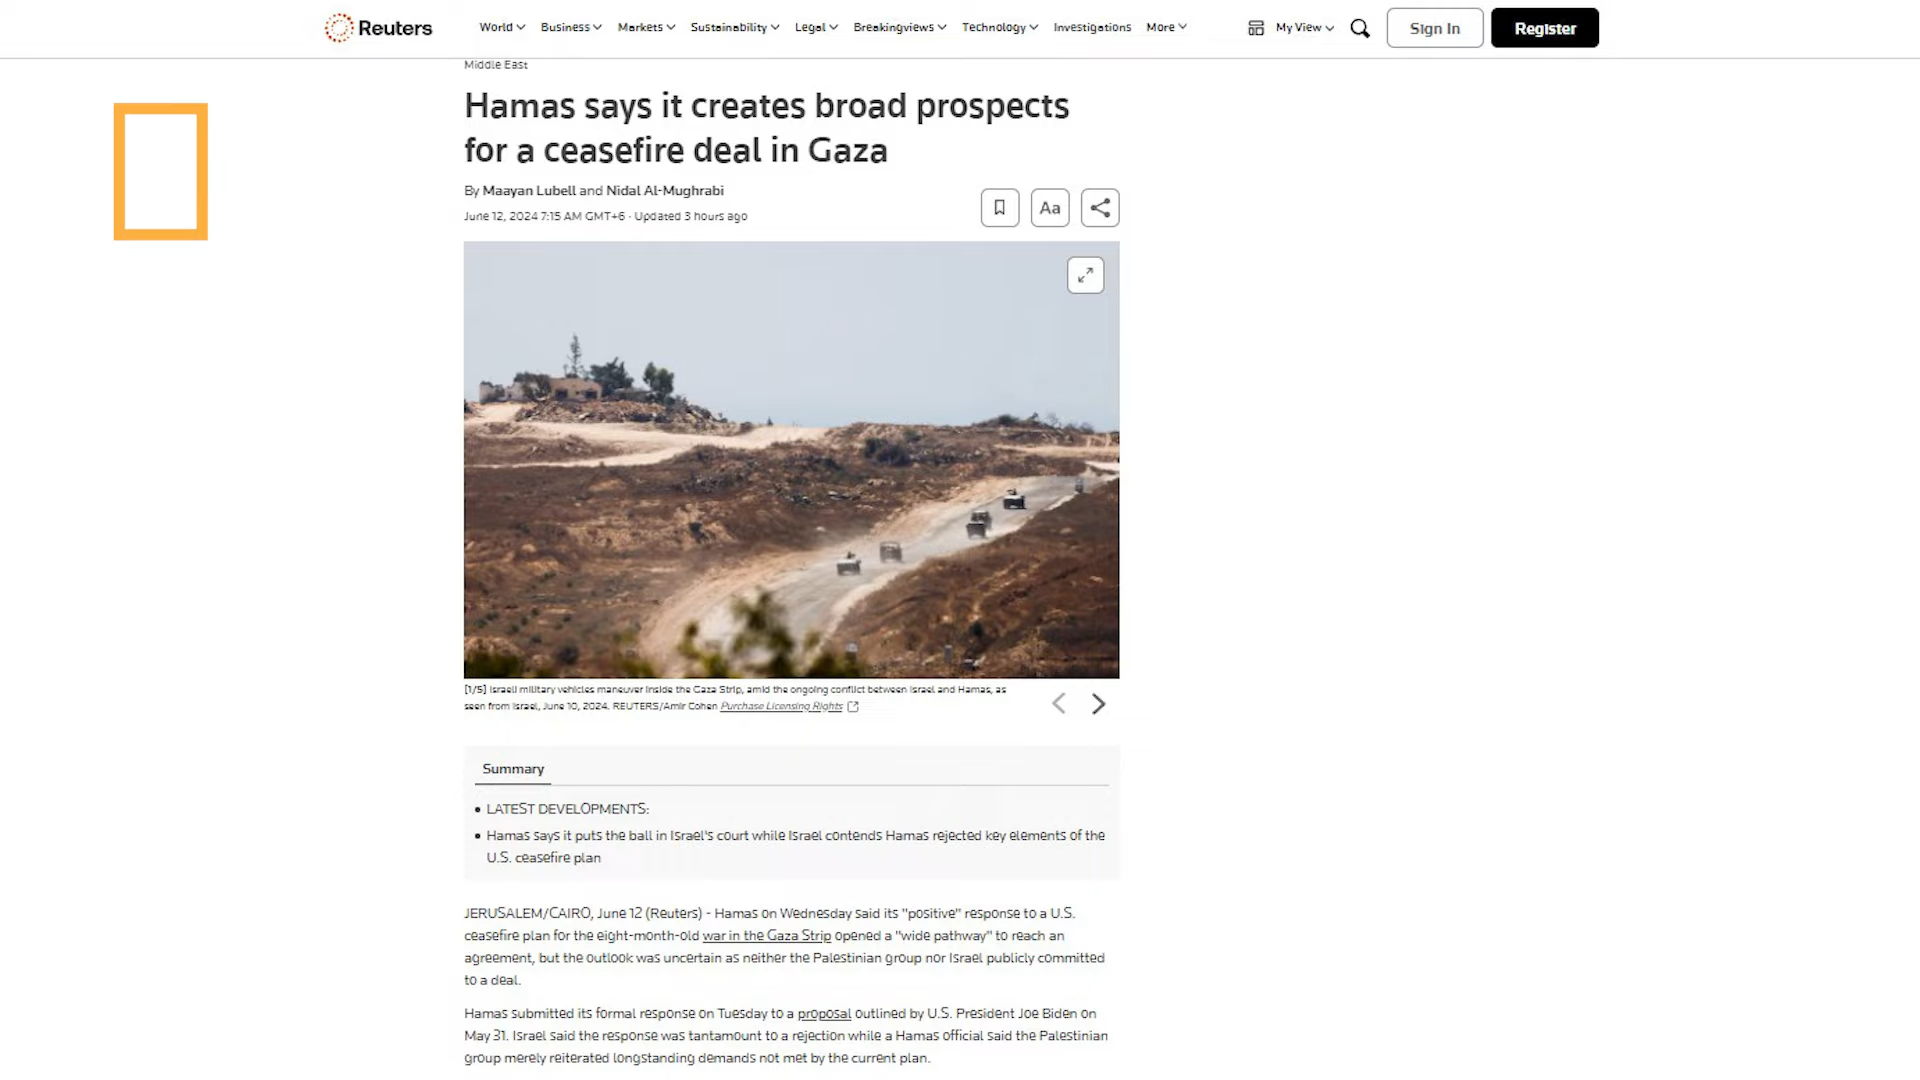 Reuters
World Business Markets Sustainability Legal Breakingviews Technology Investigations More My View Sign In Register
Middle East
Hamas says it creates broad prospects
for a ceasefire deal in Gaza
By Maayan Lubell and Nidal Al-Mughrabi
June 12, 2024 7:15 AM GMT+6 · Updated 3 hours ago
Aa
[1/5] Israeli military vehicles maneuver inside the Gaza Strip, amid the ongoing conflict between Israel and Hamas, as
seen from Israel, June 10, 2024. REUTERS/Amir Cohen Purchase Licensing Rights
Summary
• LATEST DEVELOPMENTS:
• Hamas says it puts the ball in Israel's court while Israel contends Hamas rejected key elements of the
U.S. ceasefire plan
JERUSALEM/CAIRO, June 12 (Reuters) - Hamas on Wednesday said its "positive" response to a U.S.
ceasefire plan for the eight-month-old war in the Gaza Strip opened a "wide pathway" to reach an
agreement, but the outlook was uncertain as neither the Palestinian group nor Israel publicly committed
to a deal.
Hamas submitted its formal response on Tuesday to a proposal outlined by U.S. President Joe Biden on
May 31. Israel said the response was tantamount to a rejection while a Hamas official said the Palestinian
group merely reiterated longstanding demands not met by the current plan.